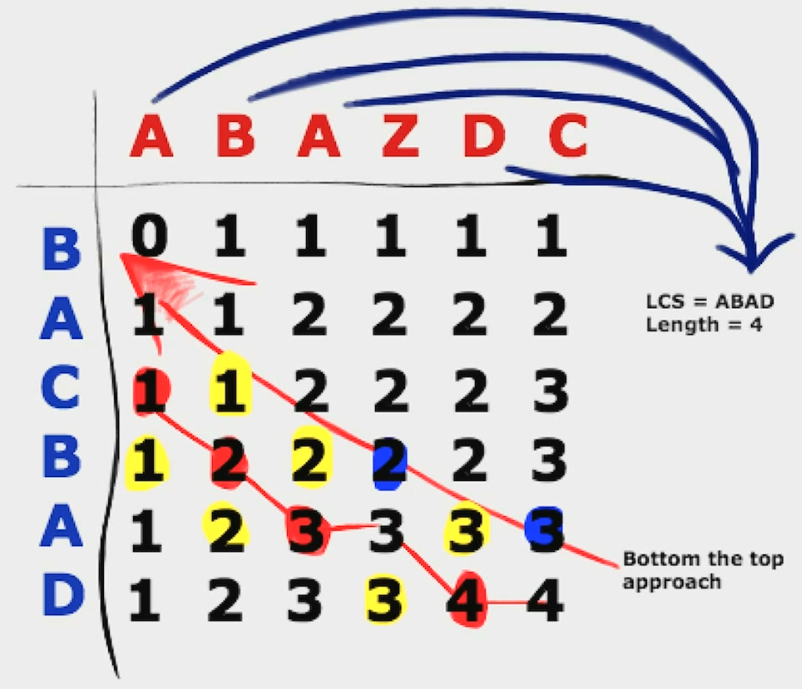 A B A Z D C
B 0 1 1 1 1 1
A 1 1 2 2 2 2
C 1 1 2 2 2 3
B 1 2 2 2 2 3
A 1 2 3 3 3 3
D 1 2 3 3 4 4
LCS = ABAD
Length = 4
Bottom the top
approach